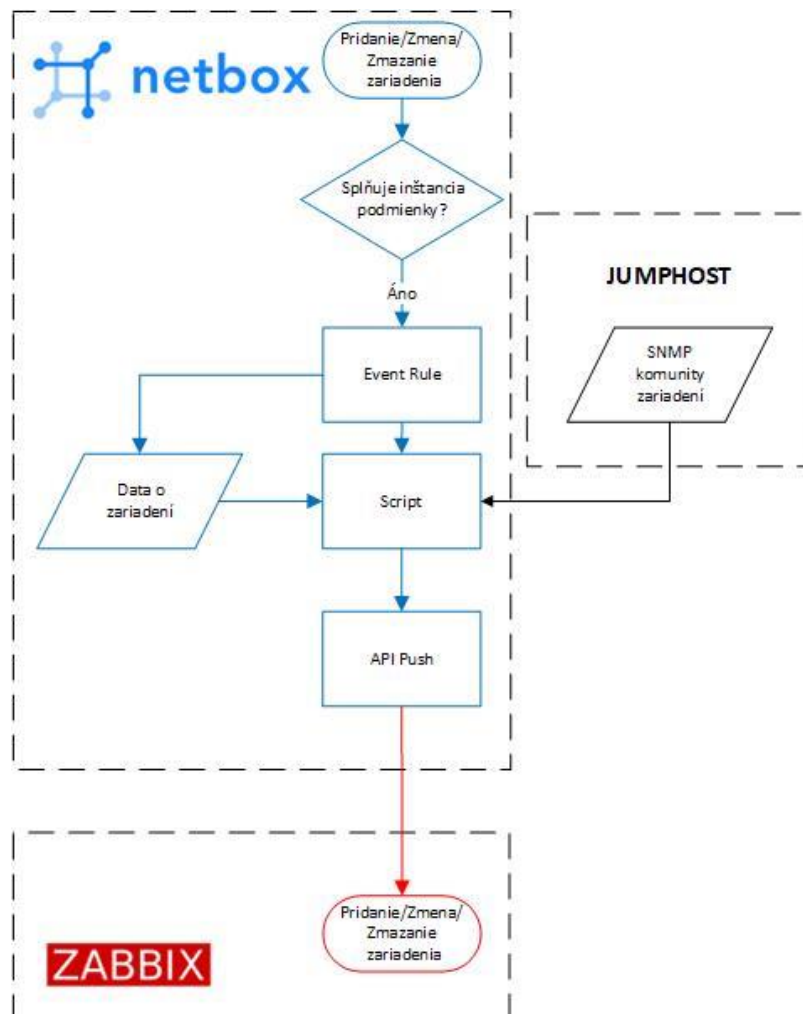 Pridanie/Zmena/
Zmazanie
zariadenia
netbox
Splňuje inštancia
podmienky?
Áno
JUMPHOST
SNMP
komunity
zariadení
Event Rule
Data o
zariadení
Script
API Push
Pridanie/Zmena/
Zmazanie
zariadenia
ZABBIX